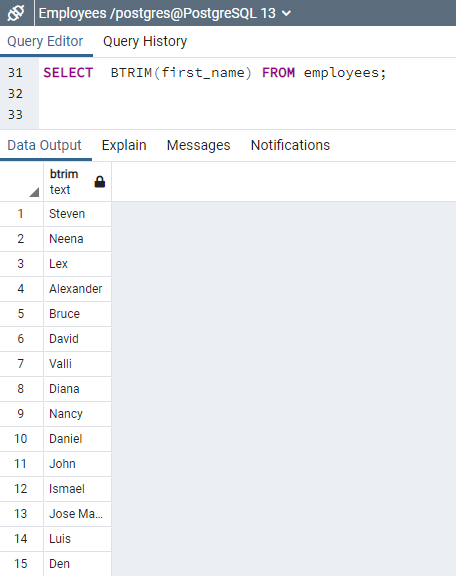 Employees /postgres@PostgreSQL 13
Query Editor Query History
31 SELECT  BTRIM(first_name) FROM employees;
32
33
Data Output Explain Messages Notifications
btrim
text
1 Steven
2 Neena
3 Lex
4 Alexander
5 Bruce
6 David
7 Valli
8 Diana
9 Nancy
10 Daniel
11 John
12 Ismael
13 Jose Ma...
14 Luis
15 Den